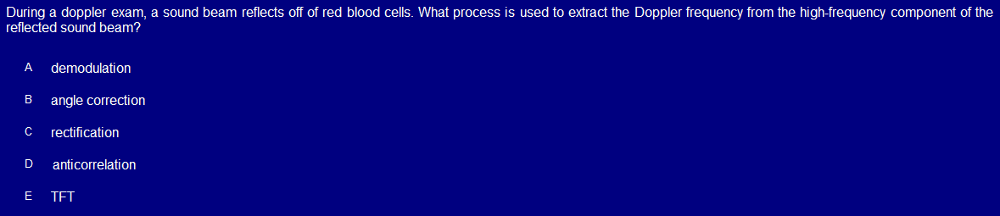 During a doppler exam, a sound beam reflects off of red blood cells. What process is used to extract the Doppler frequency from the high-frequency component of the
reflected sound beam?
A demodulation
B angle correction
C rectification
D anticorrelation
E TFT